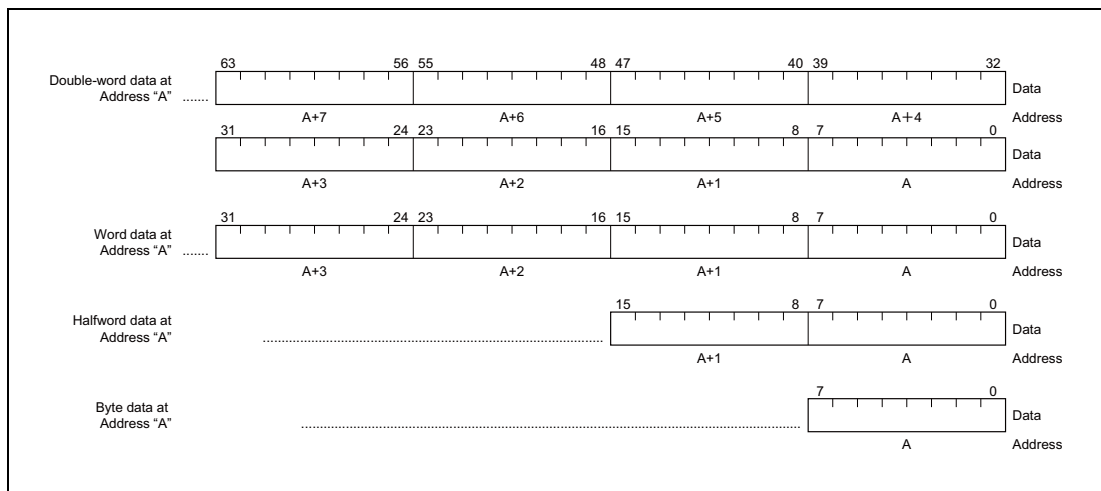 63 56 55 48 47 40 39 32
Double-word data at
Address “A” ....... Data
A+7 A+6 A+5 A+4 Address
31 24 23 16 15 8 7 0
Data
A+3 A+2 A+1 A Address
31 24 23 16 15 8 7 0
Word data at
Address “A” ....... Data
A+3 A+2 A+1 A Address
15 8 7 0
Halfword data at
Address “A” Data
A+1 A Address
7 0
Byte data at
Address “A” Data
A Address